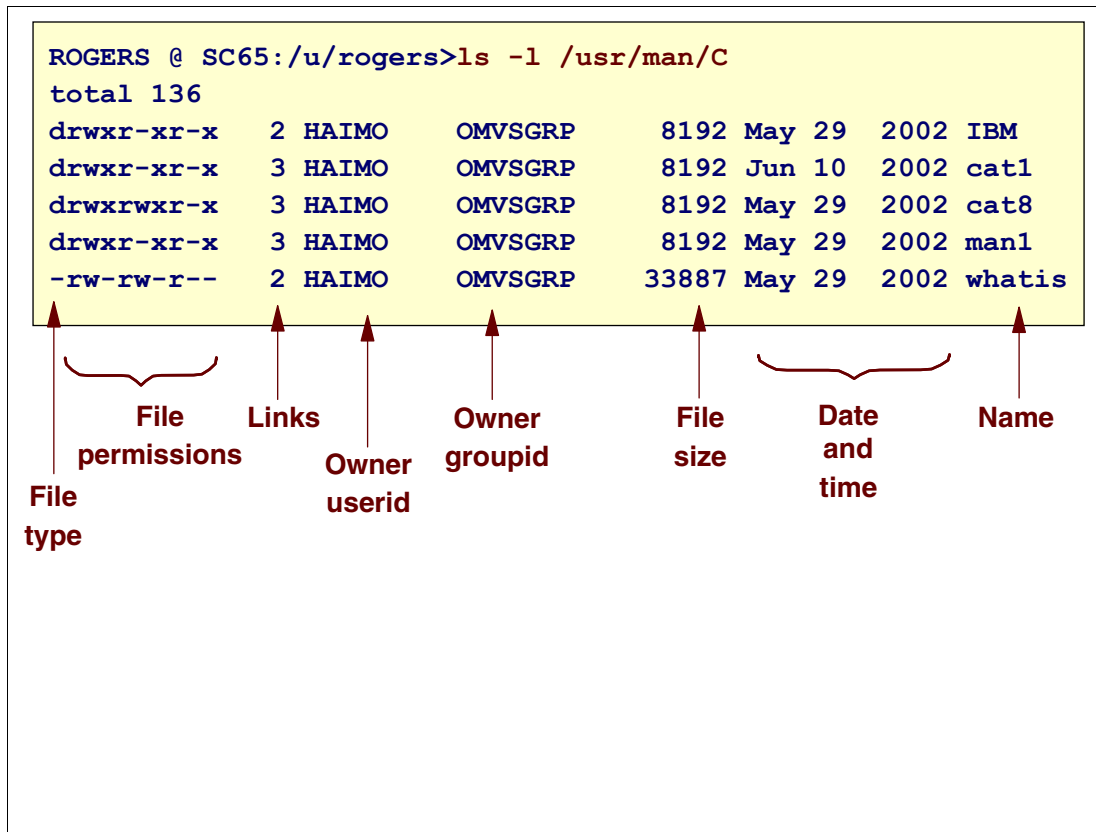 ROGERS @ SC65:/u/rogers>ls -l /usr/man/C
total 136
drwxr-xr-x 2 HAIMO OMVSGRP 8192 May 29 2002 IBM
drwxr-xr-x 3 HAIMO OMVSGRP 8192 Jun 10 2002 cat1
drwxrwxr-x 3 HAIMO OMVSGRP 8192 May 29 2002 cat8
drwxr-xr-x 3 HAIMO OMVSGRP 8192 May 29 2002 man1
-rw-rw-r-- 2 HAIMO OMVSGRP 33887 May 29 2002 whatis
File
permissions
Links
Owner
groupid
File
size
Date
and
time
Name
Owner
userid
File
type